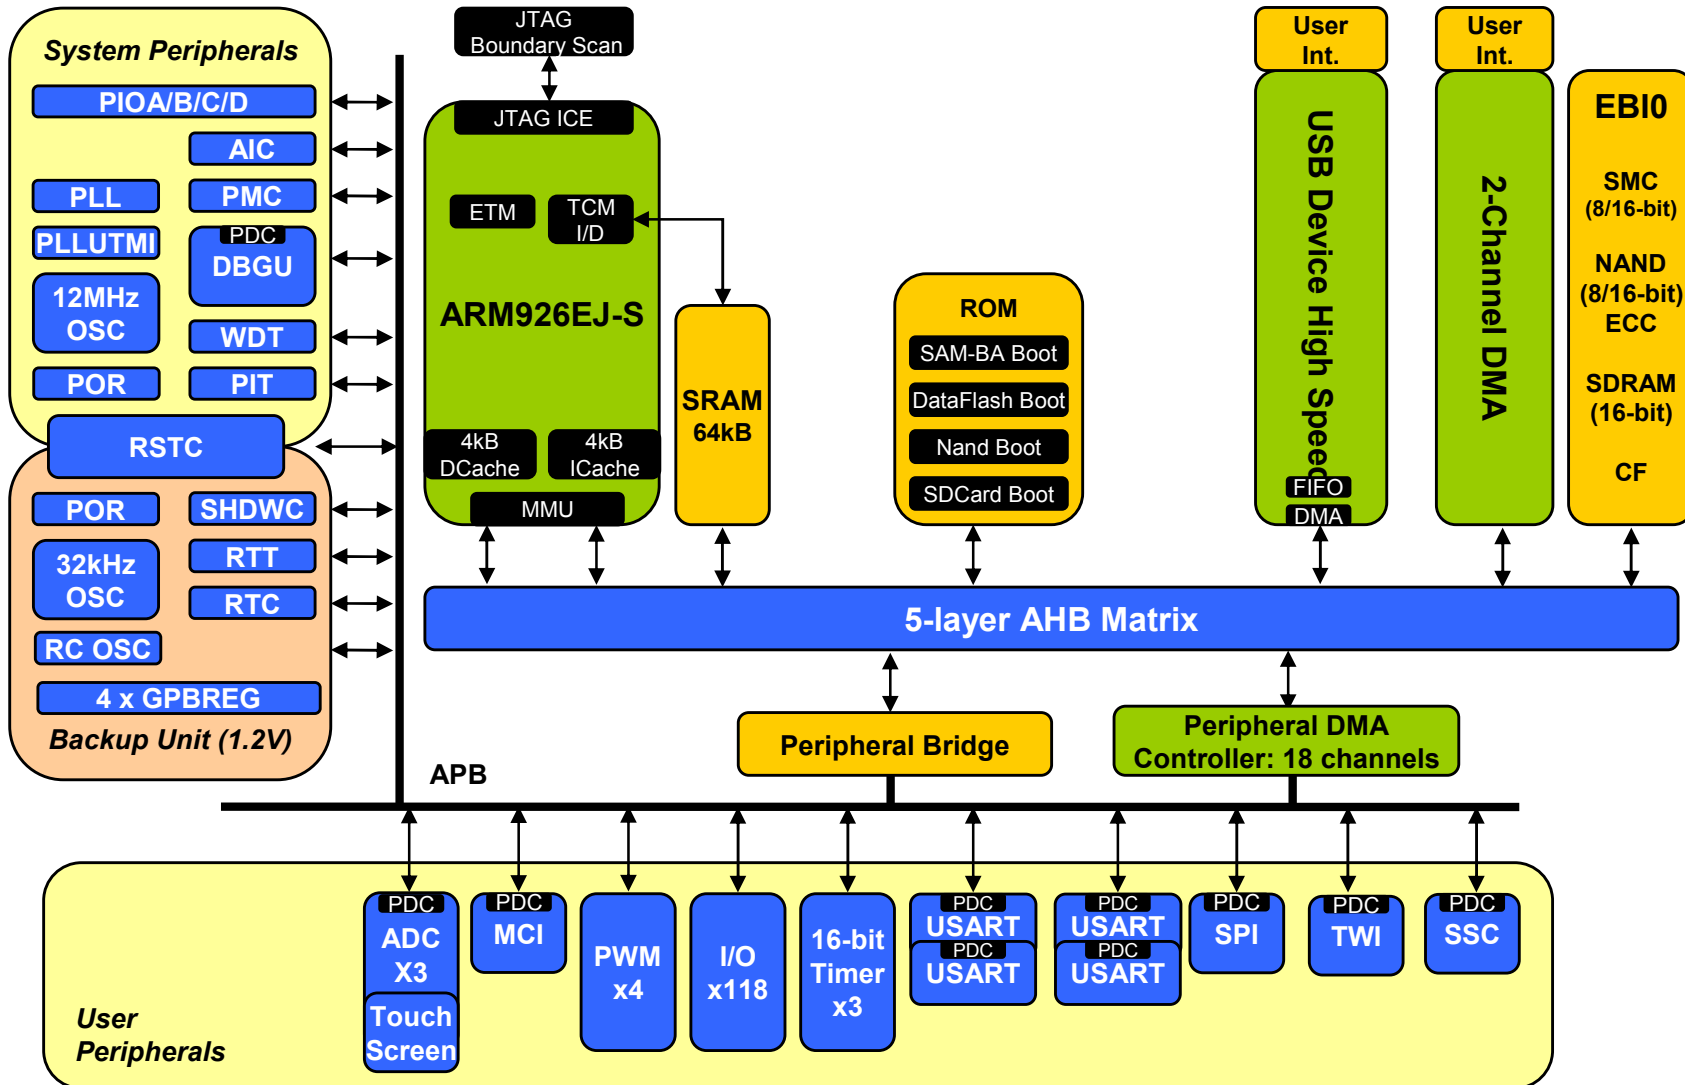 System Peripherals
PIOA/B/C/D
AIC
PLL
PMC
PLLUTMI
PDC
DBGU
12MHz
OSC
WDT
POR
PIT
RSTC
POR
SHDWC
32kHz
OSC
RTT
RTC
RC OSC
4 x GPBREG
Backup Unit (1.2V)
JTAG
Boundary Scan
JTAG ICE
ETM
TCM
I/D
ARM926EJ-S
4kB
DCache
4kB
ICache
MMU
SRAM
64kB
ROM
SAM-BA Boot
DataFlash Boot
Nand Boot
SDCard Boot
User
Int.
USB Device High Speed
FIFO
DMA
User
Int.
2-Channel DMA
EBI0
SMC
(8/16-bit)
NAND
(8/16-bit)
ECC
SDRAM
(16-bit)
CF
5-layer AHB Matrix
Peripheral Bridge
Peripheral DMA
Controller: 18 channels
APB
PDC
ADC
X3
Touch
Screen
PDC
MCI
PWM
x4
I/O
x118
16-bit
Timer
x3
PDC
USART
PDC
USART
PDC
USART
PDC
USART
PDC
SPI
PDC
TWI
PDC
SSC
User
Peripherals